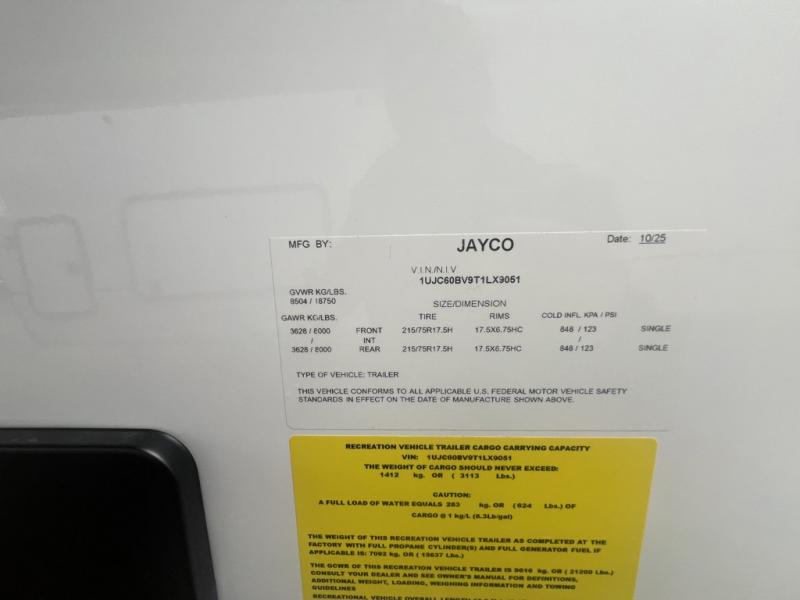 MFG BY: JAYCO Date: 10/25
V.I.N./N.I.V
1UJC60BV9T1LX9051
GVWR KG/LBS.
8504 / 18750
SIZE/DIMENSION
GAWR KG/LBS. TIRE RIMS COLD INFL. KPA / PSI
3628 / 8000 FRONT 215/75R17.5H 17.5X6.75HC 848 / 123 SINGLE
/ INT /
3628 / 8000 REAR 215/75R17.5H 17.5X6.75HC 848 / 123 SINGLE
TYPE OF VEHICLE: TRAILER
THIS VEHICLE CONFORMS TO ALL APPLICABLE U.S. FEDERAL MOTOR VEHICLE SAFETY
STANDARDS IN EFFECT ON THE DATE OF MANUFACTURE SHOWN ABOVE.
RECREATION VEHICLE TRAILER CARGO CARRYING CAPACITY
VIN: 1UJC60BV9T1LX9051
THE WEIGHT OF CARGO SHOULD NEVER EXCEED:
1412 kg. OR ( 3113 Lbs.)
CAUTION:
A FULL LOAD OF WATER EQUALS 283 kg. OR (624 Lbs.) OF
CARGO @ 1 kg/L (8.3Lb/gal)
THE WEIGHT OF THIS RECREATION VEHICLE TRAILER AS COMPLETED AT THE
FACTORY WITH FULL PROPANE CYLINDER(S) AND FULL GENERATOR FUEL IF
APPLICABLE IS: 7092 kg. OR ( 15637 Lbs.)
THE GCWR OF THIS RECREATION VEHICLE TRAILER IS 9616 kg. OR ( 21200 Lbs.)
CONSULT YOUR DEALER AND SEE OWNER'S MANUAL FOR DEFINITIONS,
ADDITIONAL WEIGHT, LOADING, WEIGHING INFORMATION AND TOWING
GUIDELINES
RECREATIONAL VEHICLE OVERALL LENGTH